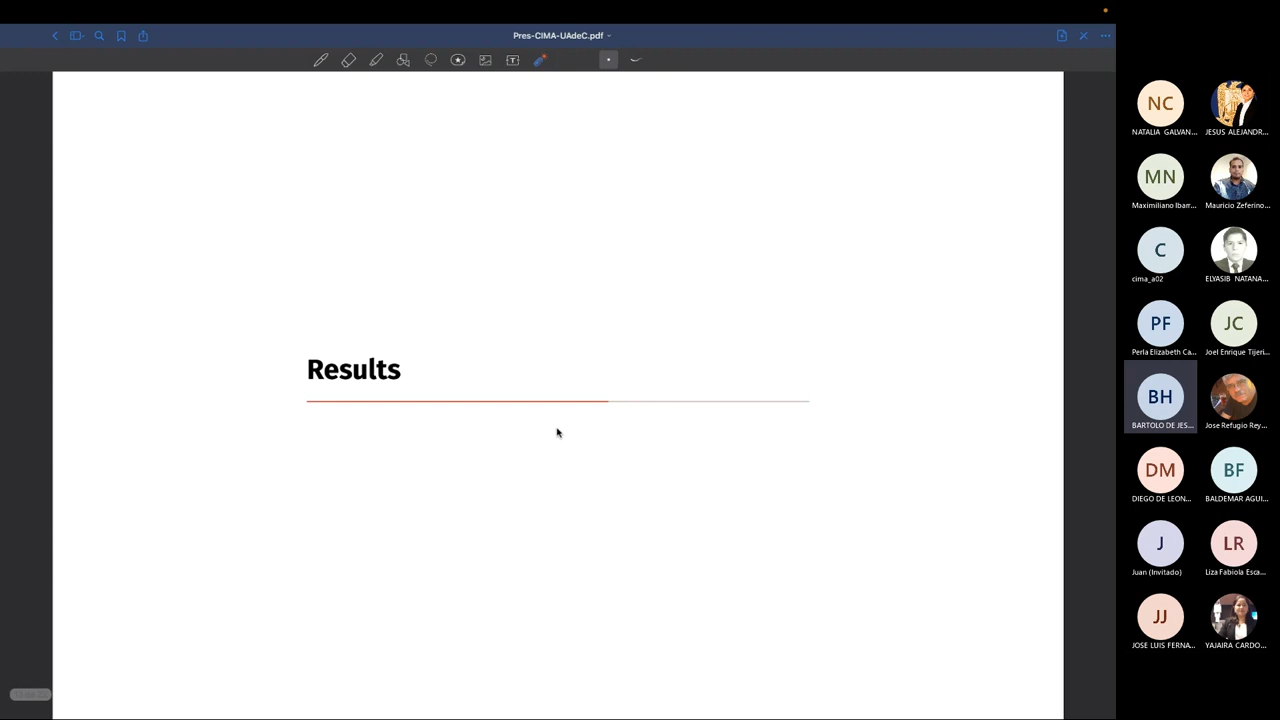 Pres-CIMA-UAdeC.pdf
Results
NC
NATALIA GALVAN...
JESUS ALEJANDR...
MN
Maximiliano Ibarr...
Mauricio Zeferino...
C
cima_a02
ELYASIB NATANA...
PF
Perla Elizabeth Ca...
JC
Joel Enrique Tijeri...
BH
BARTOLO DE JES...
Jose Refugio Rey...
DM
DIEGO DE LEON...
BF
BALDEMAR AGUI...
J
Juan (Invitado)
LR
Liza Fabiola Esca...
JJ
JOSE LUIS FERNA...
YAJAIRA CARDO...